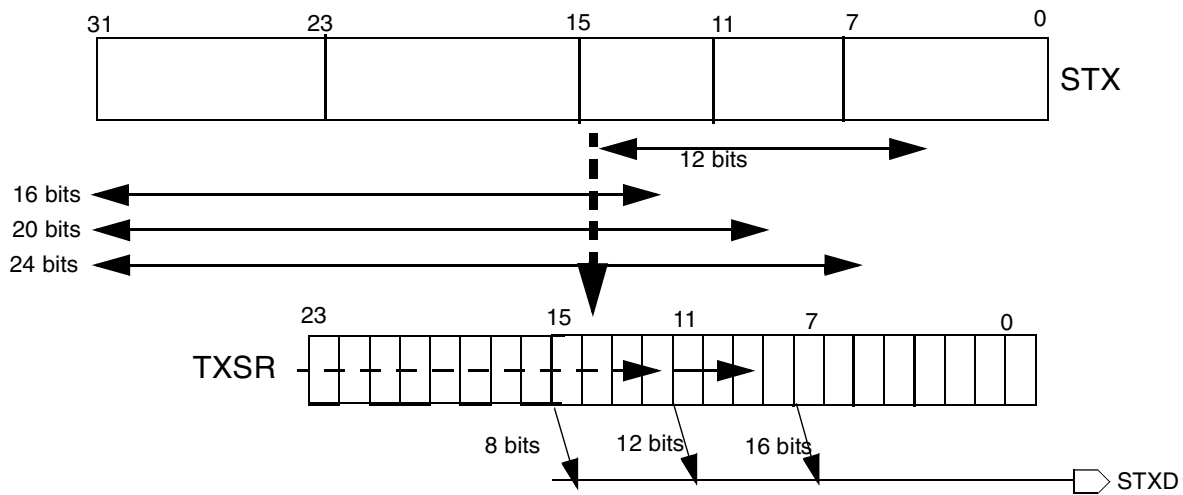 31 23 15 11 7 0
STX
12 bits
16 bits
20 bits
24 bits
23 15 11 7 0
TXSR
8 bits 12 bits 16 bits
STXD